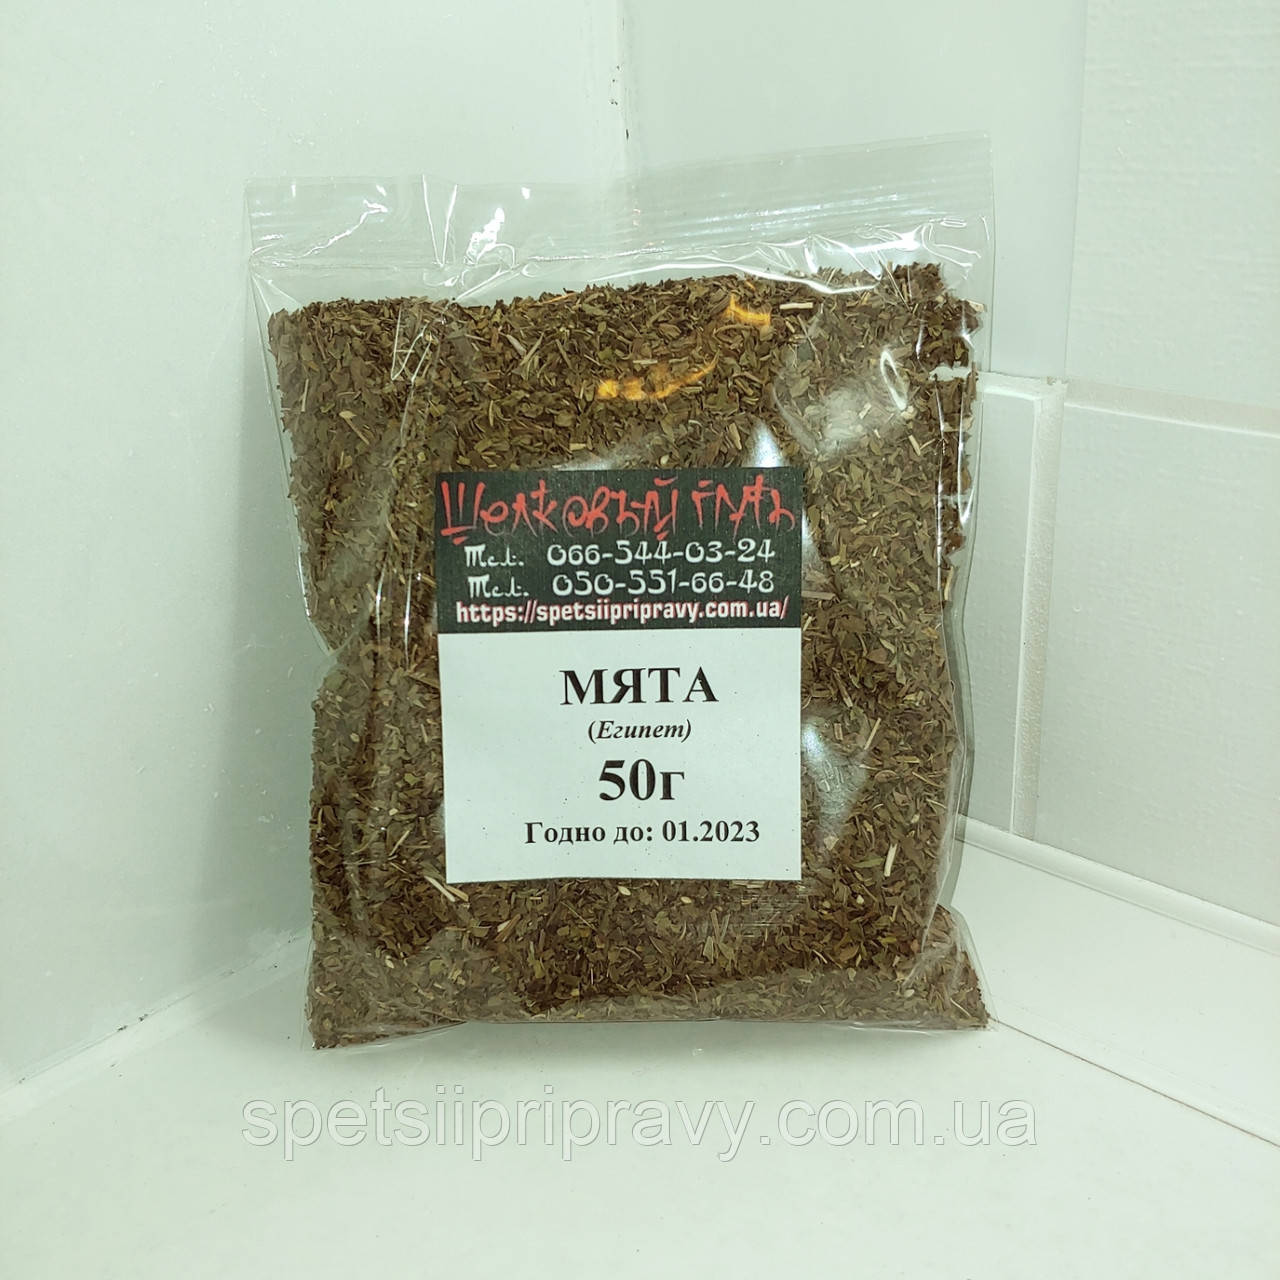 Шелковый Путь
Тел. 066-544-03-24
Тел. 050-551-66-48
https://spetsiipripravy.com.ua/
МЯТА
(Египет)
50г
Годно до: 01.2023
spetsiipripravy.com.ua